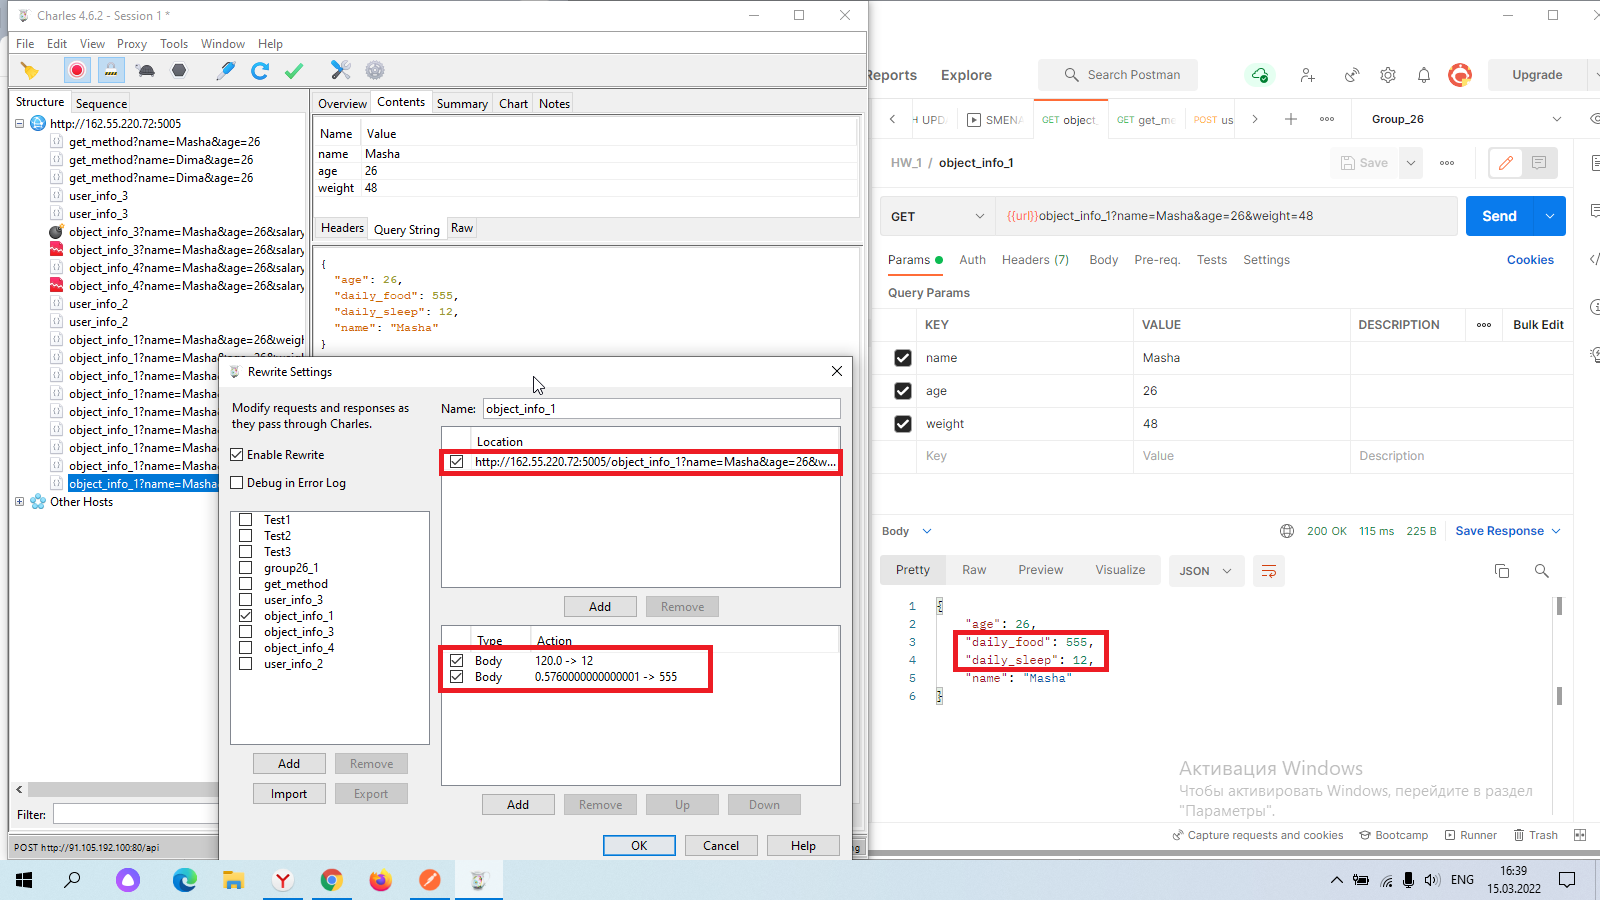 Charles 4.6.2 - Session 1 *
File Edit View Proxy Tools Window Help
Structure Sequence
http://162.55.220.72:5005
get_method?name=Masha&age=26
get_method?name=Dima&age=26
get_method?name=Dima&age=26
user_info_3
user_info_3
object_info_3?name=Masha&age=26&salary
object_info_3?name=Masha&age=26&salary
object_info_4?name=Masha&age=26&salary
object_info_4?name=Masha&age=26&salary
user_info_2
user_info_2
object_info_1?name=Masha&age=26&weigh
object_info_1?name=Masha&age=26&weigh
object_info_1?name=Masha
object_info_1?name=Masha
object_info_1?name=Masha
object_info_1?name=Masha
object_info_1?name=Masha
object_info_1?name=Masha
object_info_1?name=Masha
Other Hosts
Filter:
POST http://91.105.192.100:80/api
Overview Contents Summary Chart Notes
Name Value
name Masha
age 26
weight 48
Headers Query String Raw
{
"age": 26,
"daily_food": 555,
"daily_sleep": 12,
"name": "Masha"
}
Rewrite Settings
Modify requests and responses as
they pass through Charles.
Enable Rewrite
Debug in Error Log
Test1
Test2
Test3
group26_1
get_method
user_info_3
object_info_1
object_info_3
object_info_4
user_info_2
Add Remove
Import Export
Name: object_info_1
Location
http://162.55.220.72:5005/object_info_1?name=Masha&age=26&w...
Add Remove
Type Action
Body 120.0 -> 12
Body 0.5760000000000001 -> 555
Add Remove Up Down
OK Cancel Help
Reports Explore Search Postman Upgrade
SMENA GET object_ GET get_me POST us Group_26
HW_1 / object_info_1 Save
GET {{url}}object_info_1?name=Masha&age=26&weight=48 Send
Params Auth Headers (7) Body Pre-req. Tests Settings Cookies
Query Params
KEY VALUE DESCRIPTION Bulk Edit
name Masha
age 26
weight 48
Key Value Description
Body 200 OK 115 ms 225 B Save Response
Pretty Raw Preview Visualize JSON
1 {
2 "age": 26,
3 "daily_food": 555,
4 "daily_sleep": 12,
5 "name": "Masha"
6 }
Активация Windows
Чтобы активировать Windows, перейдите в раздел
"Параметры".
Capture requests and cookies Bootcamp Runner Trash
ENG 16:39
15.03.2022